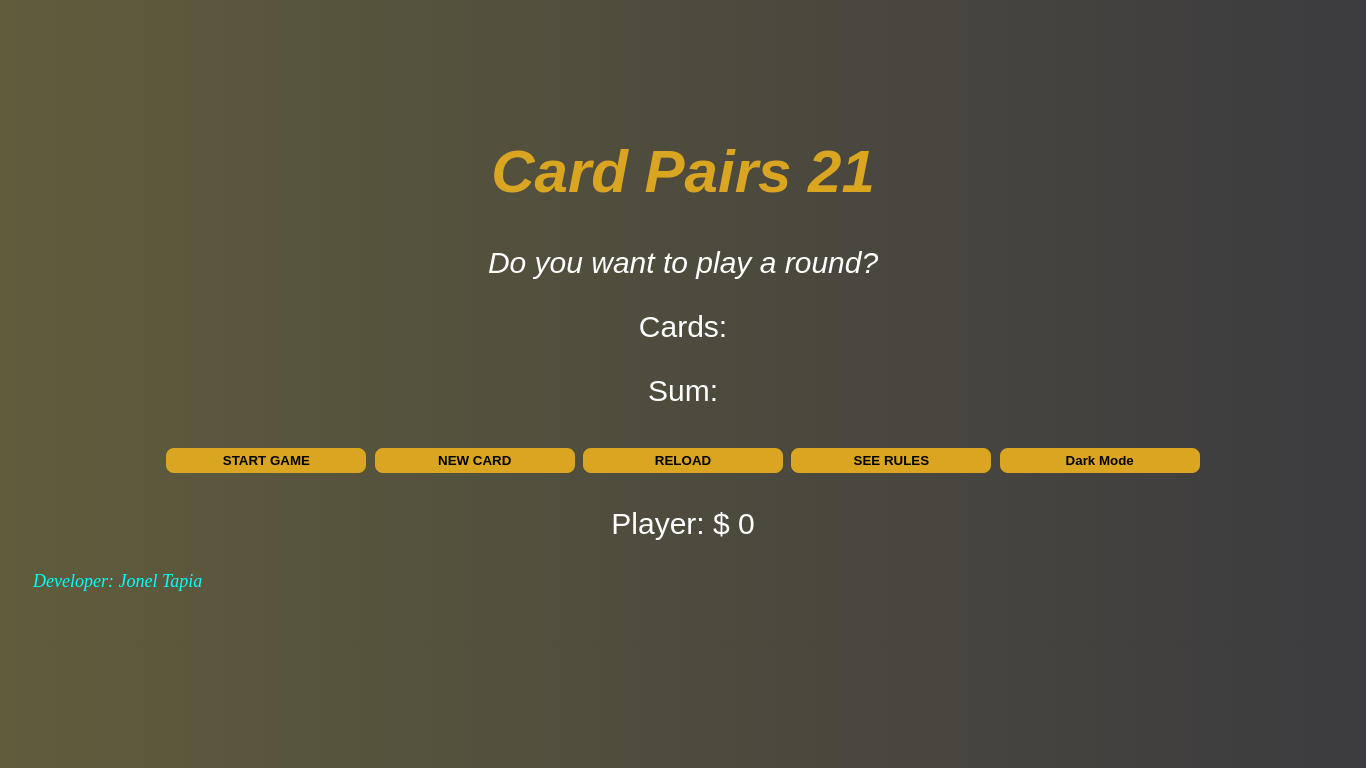 Card Pairs 21
Do you want to play a round?
Cards:
Sum:
START GAME NEW CARD RELOAD SEE RULES Dark Mode
Player: $ 0
Developer: Jonel Tapia